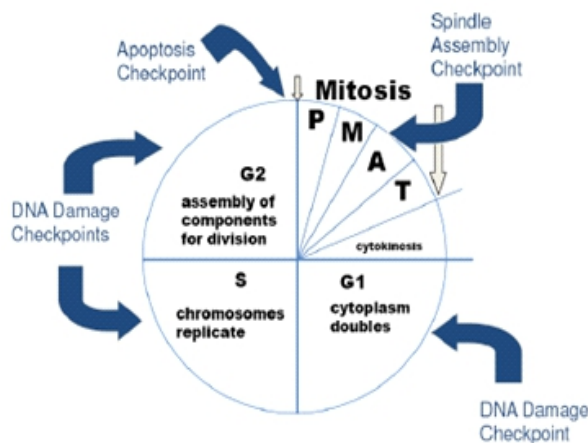 Apoptosis
Checkpoint
Spindle
Assembly
Checkpoint
Mitosis
P
M
A
T
G2
assembly of
components
for division
cytokinesis
DNA Damage
Checkpoints
S
chromosomes
replicate
G1
cytoplasm
doubles
DNA Damage
Checkpoint